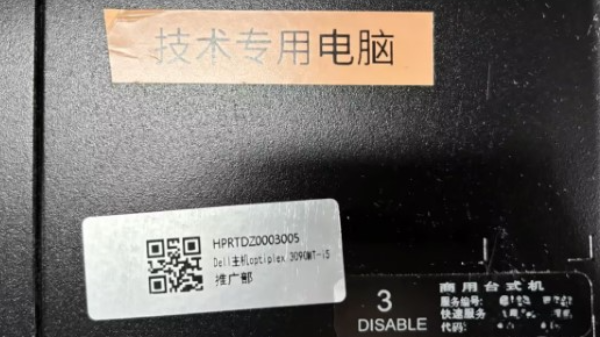 技术专用电脑
HPRTDZ0003005
Dell主机optiplex 3090MT-i5
推广部
3
DISABLE
商用台式机
服务编号:
快速服务
代码: